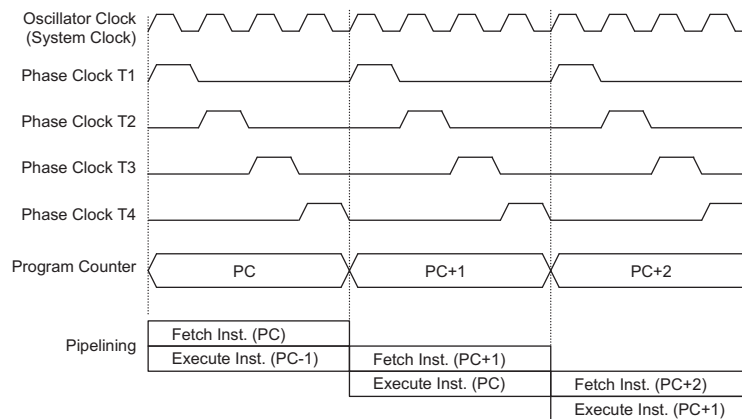 Oscillator Clock
(System Clock)
Phase Clock T1
Phase Clock T2
Phase Clock T3
Phase Clock T4
Program Counter
PC
PC+1
PC+2
Pipelining
Fetch Inst. (PC)
Execute Inst. (PC-1)
Fetch Inst. (PC+1)
Execute Inst. (PC)
Fetch Inst. (PC+2)
Execute Inst. (PC+1)